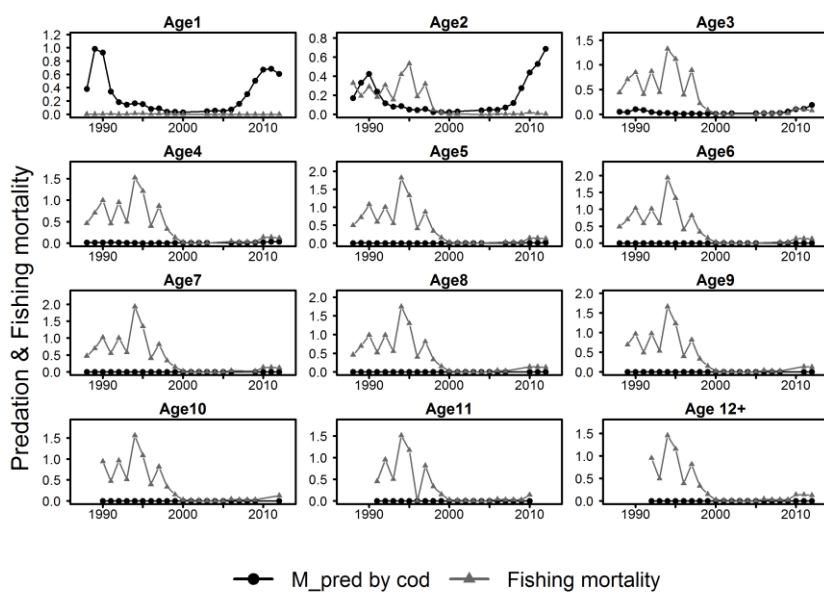 Age1 Age2 Age3
1.2 0.8 1.5
1.0
0.8 0.6 1.0
0.6 0.4
0.4 0.2 0.5
0.2
0.0 0.0 0.0
1990 2000 2010 1990 2000 2010 1990 2000 2010
Age4 Age5 Age6
1.5 2.0 2.0
1.0 1.5 1.5
0.5 1.0 1.0
0.0 0.5 0.5
0.0 0.0
1990 2000 2010 1990 2000 2010 1990 2000 2010
Predation & Fishing mortality
Age7 Age8 Age9
2.0 2.0 2.0
1.5 1.5 1.5
1.0 1.0 1.0
0.5 0.5 0.5
0.0 0.0 0.0
1990 2000 2010 1990 2000 2010 1990 2000 2010
Age10 Age11 Age 12+
1.5 1.5 1.5
1.0 1.0 1.0
0.5 0.5 0.5
0.0 0.0 0.0
1990 2000 2010 1990 2000 2010 1990 2000 2010
M_pred by cod Fishing mortality